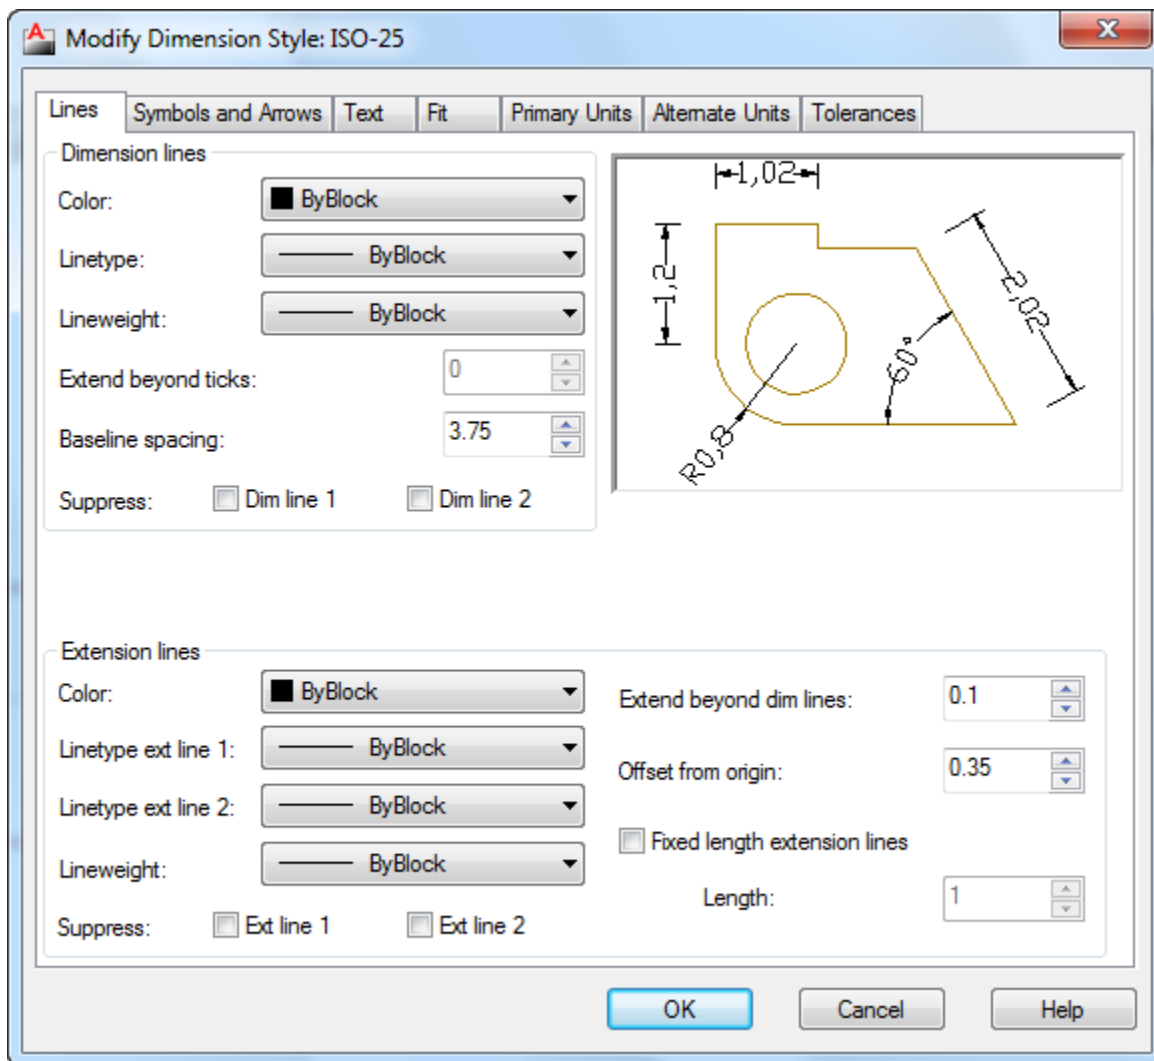 Modify Dimension Style: ISO-25
Lines
Symbols and Arrows
Text
Fit
Primary Units
Alternate Units
Tolerances
Dimension lines
Color:
ByBlock
Linetype:
ByBlock
Lineweight:
ByBlock
Extend beyond ticks:
0
Baseline spacing:
3.75
Suppress:
Dim line 1
Dim line 2
1,02
1,2
2,02
60°
R0,8
Extension lines
Color:
ByBlock
Linetype ext line 1:
ByBlock
Linetype ext line 2:
ByBlock
Lineweight:
ByBlock
Suppress:
Ext line 1
Ext line 2
Extend beyond dim lines:
0.1
Offset from origin:
0.35
Fixed length extension lines
Length:
1
OK
Cancel
Help